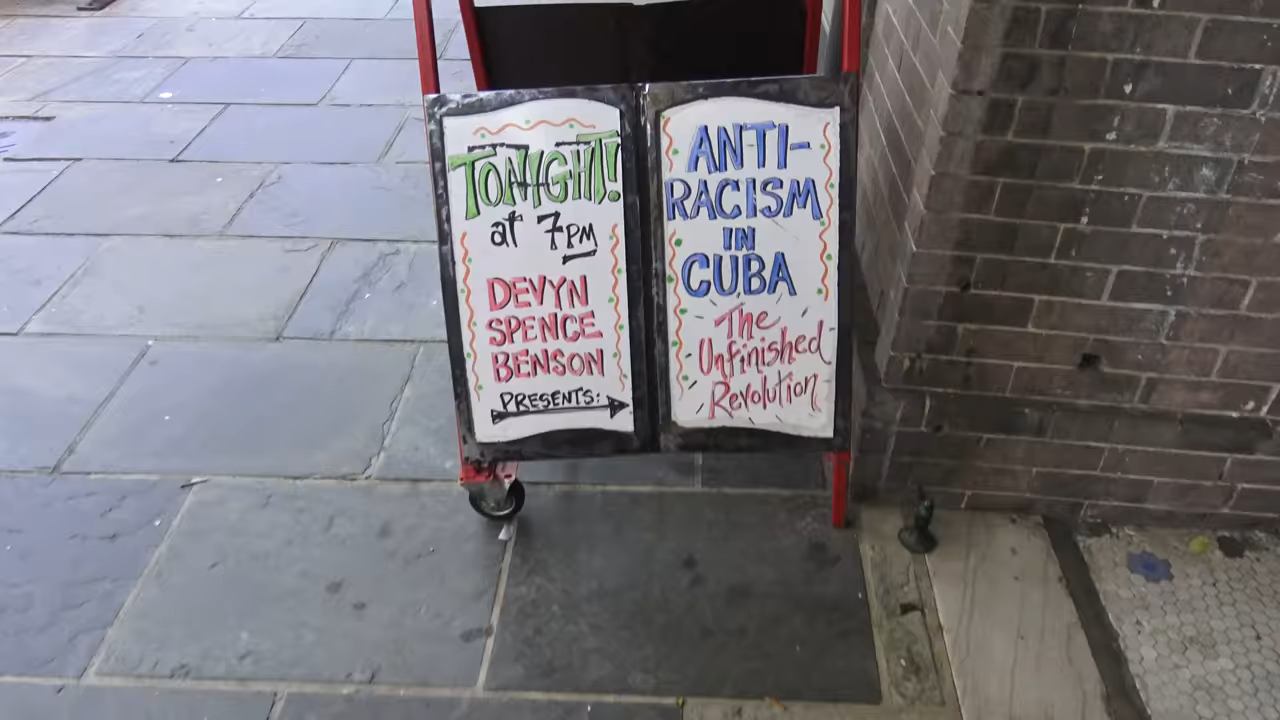 TONIGHT!
at 7PM
DEVYN
SPENCE
BENSON
PRESENTS:
ANTI-
RACISM
IN
CUBA
The
Unfinished
Revolution